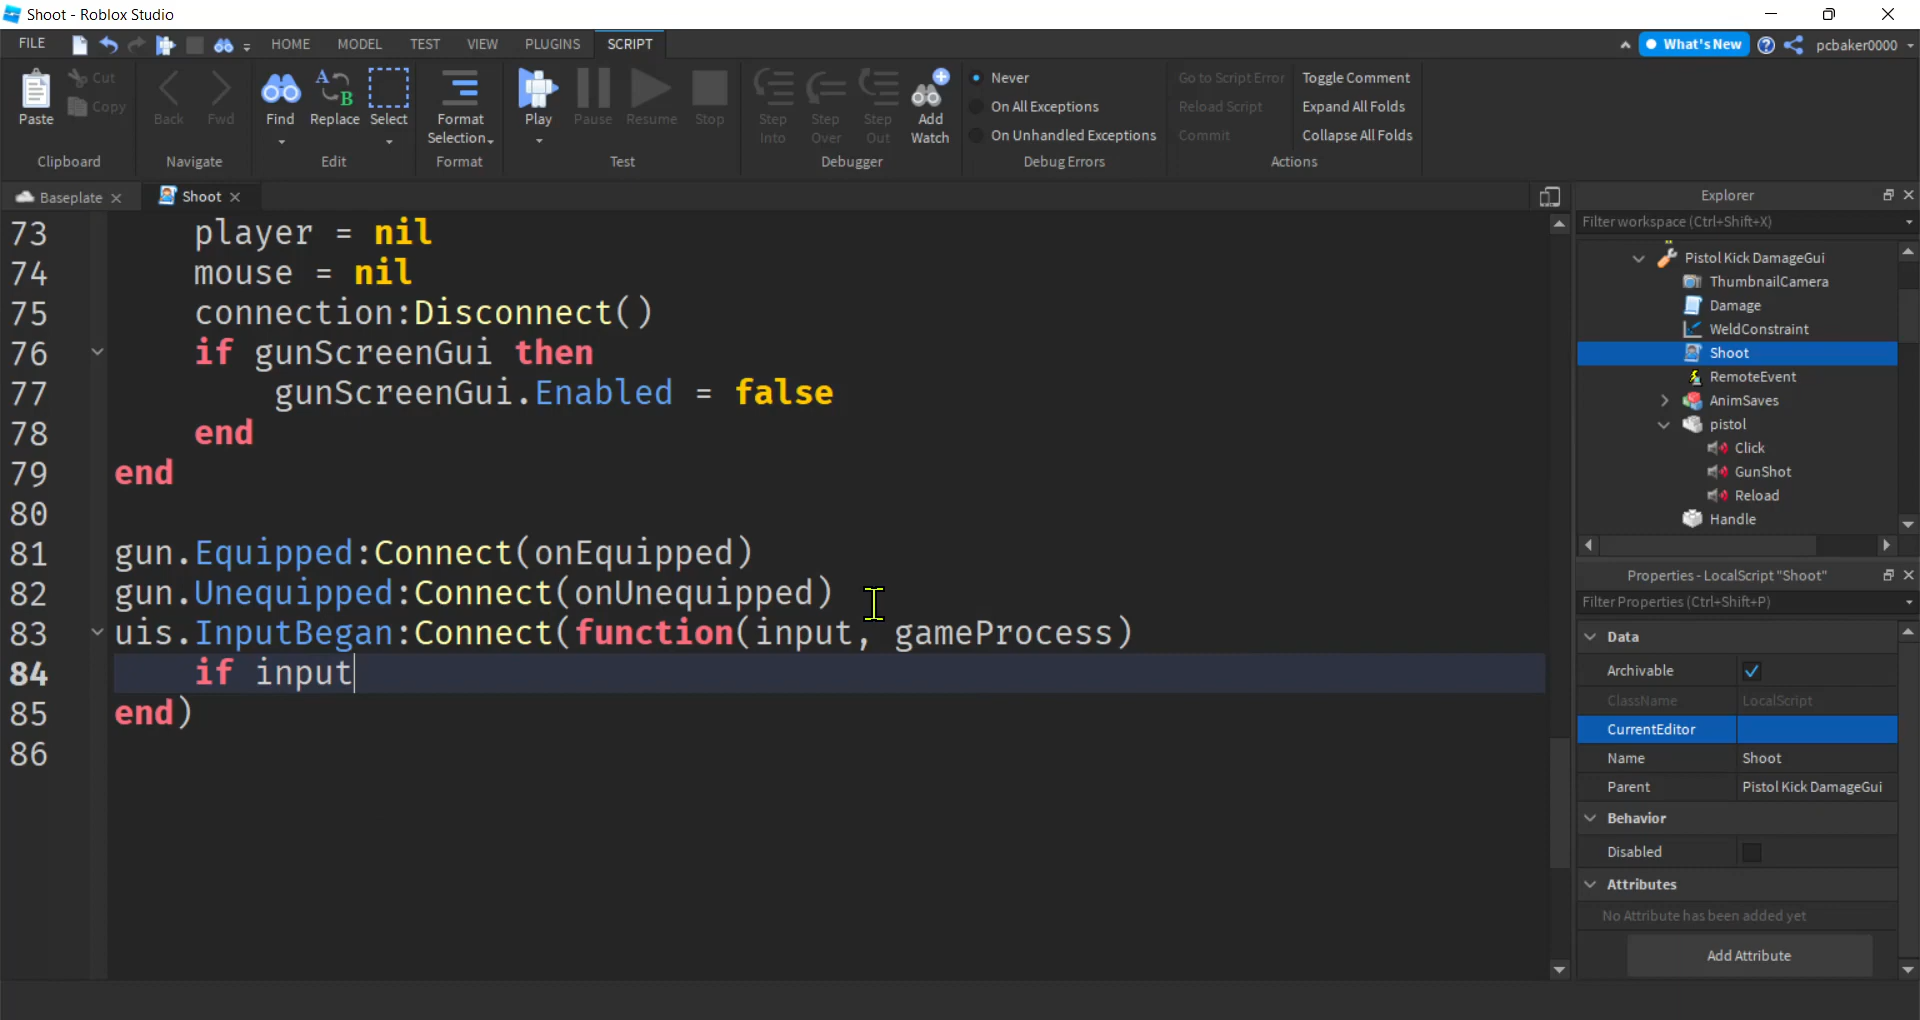 Shoot - Roblox Studio
FILE HOME MODEL TEST VIEW PLUGINS SCRIPT What's New pcbaker0000
Paste Cut Copy Back Fwd Find Replace Select Format Selection Play Pause Resume Stop Step Into Step Over Step Out Add Watch
Never Go to Script Error Toggle Comment
On All Exceptions Reload Script Expand All Folds
On Unhandled Exceptions Commit Collapse All Folds
Clipboard Navigate Edit Format Test Debugger Debug Errors Actions
Baseplate Shoot
73 player = nil
74 mouse = nil
75 connection:Disconnect()
76 if gunScreenGui then
77 gunScreenGui.Enabled = false
78 end
79 end
80
81 gun.Equipped:Connect(onEquipped)
82 gun.Unequipped:Connect(onUnequipped)
83 uis.InputBegan:Connect(function(input, gameProcess)
84 if input
85 end)
86
Explorer
Filter workspace (Ctrl+Shift+X)
Pistol Kick DamageGui
ThumbnailCamera
Damage
WeldConstraint
Shoot
RemoteEvent
AnimSaves
pistol
Click
GunShot
Reload
Handle
Properties - LocalScript "Shoot"
Filter Properties (Ctrl+Shift+P)
Data
Archivable
ClassName LocalScript
CurrentEditor
Name Shoot
Parent Pistol Kick DamageGui
Behavior
Disabled
Attributes
No Attribute has been added yet
Add Attribute